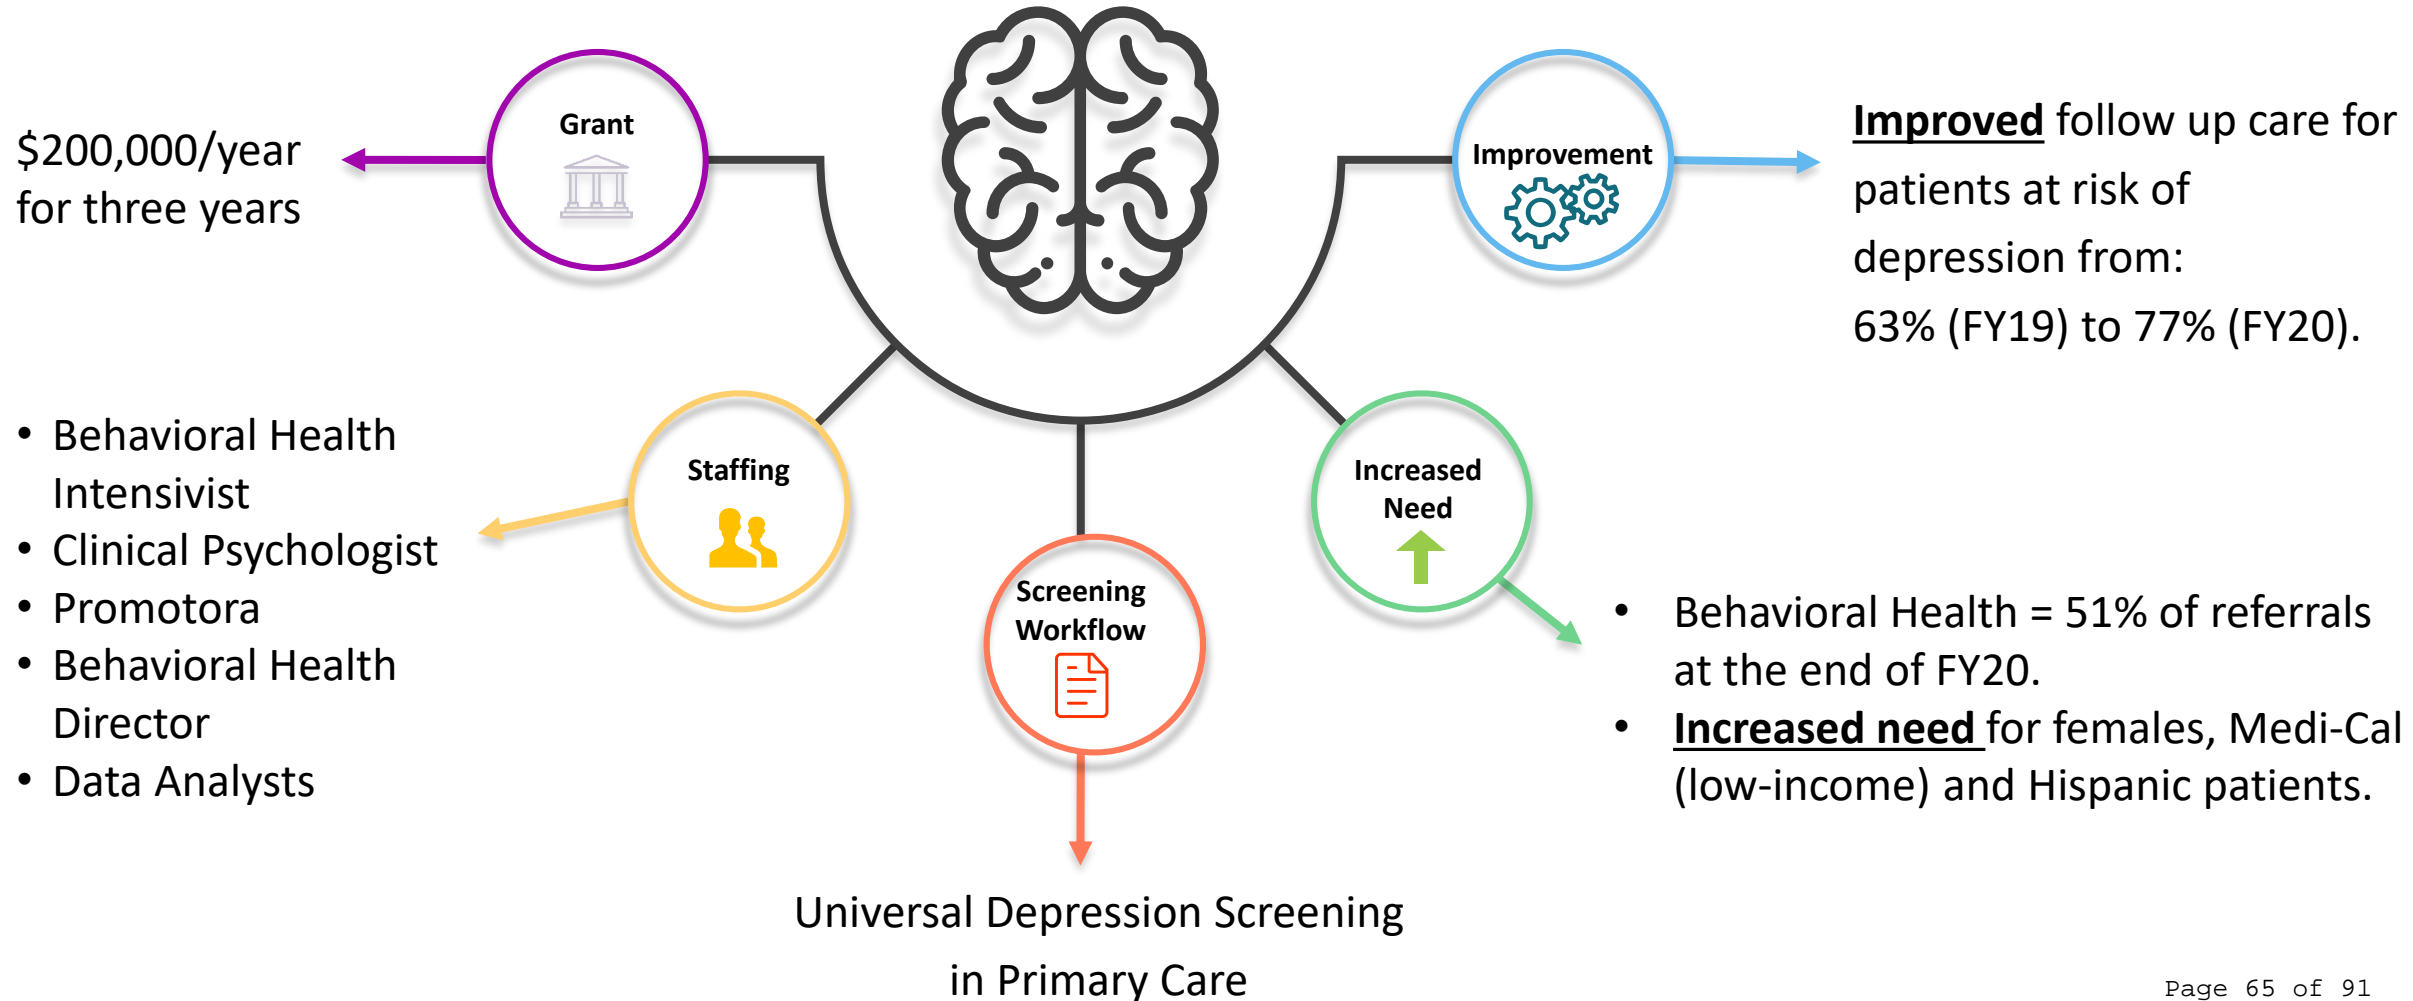 Grant
$200,000/year
for three years
Improvement
Improved follow up care for
patients at risk of
depression from:
63% (FY19) to 77% (FY20).
Staffing
• Behavioral Health
Intensivist
• Clinical Psychologist
• Promotora
• Behavioral Health
Director
• Data Analysts
Screening
Workflow
Universal Depression Screening
in Primary Care
Increased
Need
• Behavioral Health = 51% of referrals
at the end of FY20.
• Increased need for females, Medi-Cal
(low-income) and Hispanic patients.
Page 65 of 91